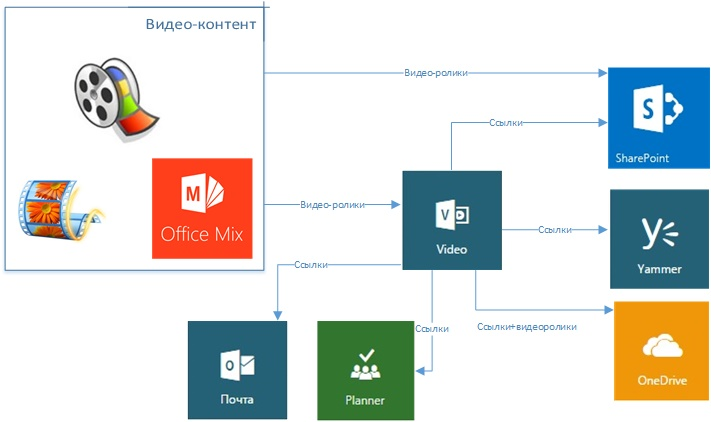 Видео-контент
Видео-ролики
S
SharePoint
Ссылки
M
Office Mix
Видео-ролики
V
Video
Ссылки
Yammer
Ссылки
Ссылки
Ссылки+видеоролики
O
Почта
Planner
OneDrive